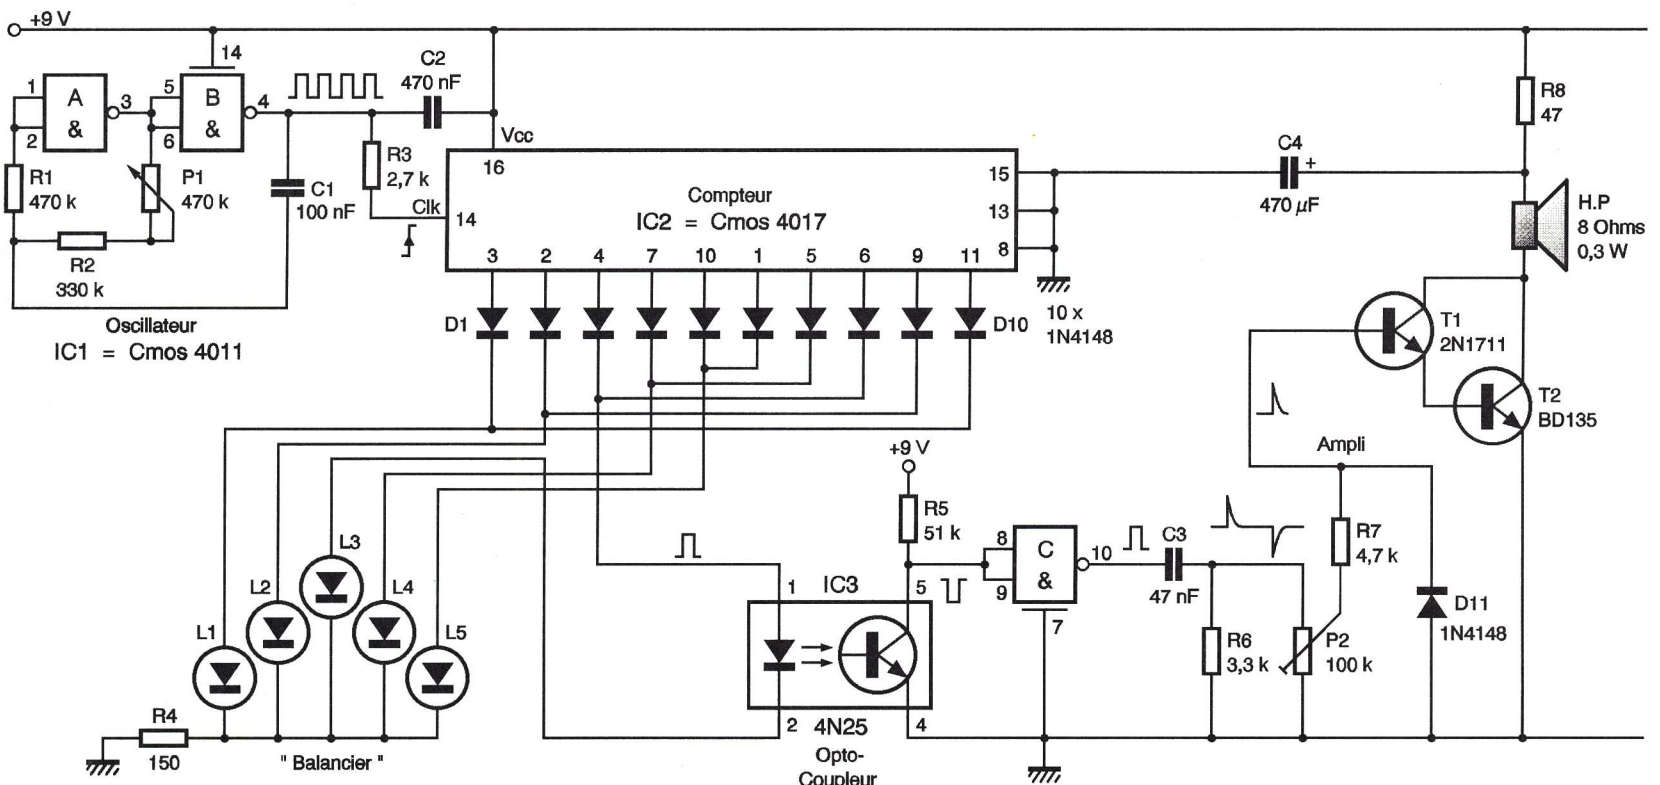 +9 V
14
1
2
A
&
3
5
6
B
&
4
C2
470 nF
R1
470 k
P1
470 k
C1
100 nF
R3
2,7 k
R2
330 k
Oscillateur
IC1 = Cmos 4011
Vcc
16
Clk
14
Compteur
IC2 = Cmos 4017
15
13
8
3
2
4
7
10
1
5
6
9
11
D1
D10
10 x
1N4148
C4
+
470 µF
R8
47
H.P
8 Ohms
0,3 W
T1
2N1711
T2
BD135
Ampli
+9 V
R5
51 k
8
9
C
&
10
7
C3
47 nF
R6
3,3 k
P2
100 k
R7
4,7 k
D11
1N4148
IC3
1
5
2
4
4N25
Opto-
Coupleur
L1
L2
L3
L4
L5
R4
150
" Balancier "